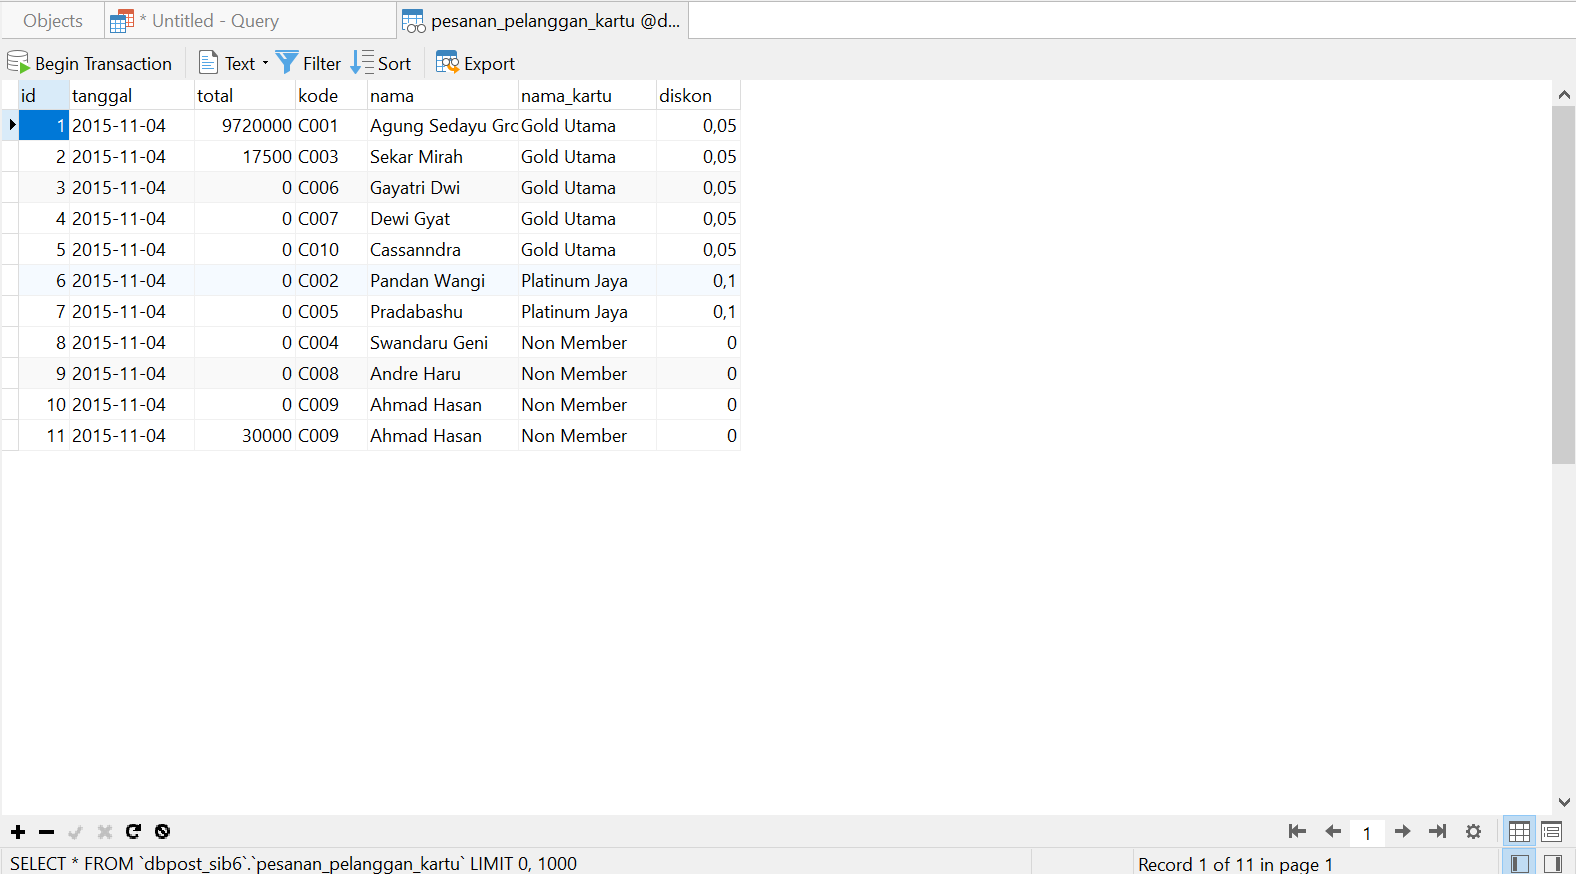 Objects * Untitled - Query pesanan_pelanggan_kartu @d...
Begin Transaction Text Filter Sort Export
id tanggal total kode nama nama_kartu diskon
1 2015-11-04 9720000 C001 Agung Sedayu Grc Gold Utama 0,05
2 2015-11-04 17500 C003 Sekar Mirah Gold Utama 0,05
3 2015-11-04 0 C006 Gayatri Dwi Gold Utama 0,05
4 2015-11-04 0 C007 Dewi Gyat Gold Utama 0,05
5 2015-11-04 0 C010 Cassanndra Gold Utama 0,05
6 2015-11-04 0 C002 Pandan Wangi Platinum Jaya 0,1
7 2015-11-04 0 C005 Pradabashu Platinum Jaya 0,1
8 2015-11-04 0 C004 Swandaru Geni Non Member 0
9 2015-11-04 0 C008 Andre Haru Non Member 0
10 2015-11-04 0 C009 Ahmad Hasan Non Member 0
11 2015-11-04 30000 C009 Ahmad Hasan Non Member 0
1
SELECT * FROM `dbpost_sib6`.`pesanan_pelanggan_kartu` LIMIT 0, 1000 Record 1 of 11 in page 1